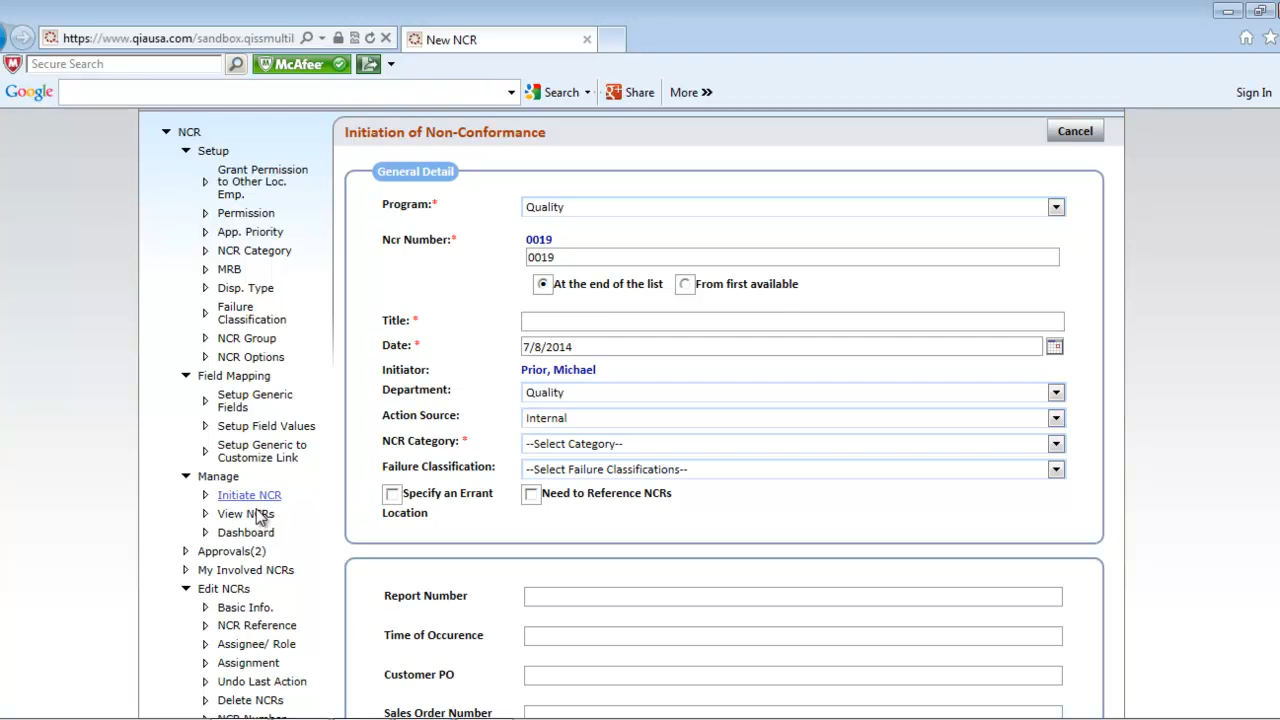 https://www.qiausa.com/sandbox.qissmultil
New NCR
Secure Search
McAfee
Google
Search
Share
More »
Sign In
NCR
Setup
Grant Permission
to Other Loc.
Emp.
Permission
App. Priority
NCR Category
MRB
Disp. Type
Failure
Classification
NCR Group
NCR Options
Field Mapping
Setup Generic
Fields
Setup Field Values
Setup Generic to
Customize Link
Manage
Initiate NCR
View NCRs
Dashboard
Approvals(2)
My Involved NCRs
Edit NCRs
Basic Info.
NCR Reference
Assignee/ Role
Assignment
Undo Last Action
Delete NCRs
NCR Number
Initiation of Non-Conformance
Cancel
General Detail
Program:*
Quality
Ncr Number:*
0019
0019
At the end of the list
From first available
Title: *
Date: *
7/8/2014
Initiator:
Prior, Michael
Department:
Quality
Action Source:
Internal
NCR Category: *
--Select Category--
Failure Classification:
--Select Failure Classifications--
Specify an Errant
Location
Need to Reference NCRs
Report Number
Time of Occurence
Customer PO
Sales Order Number